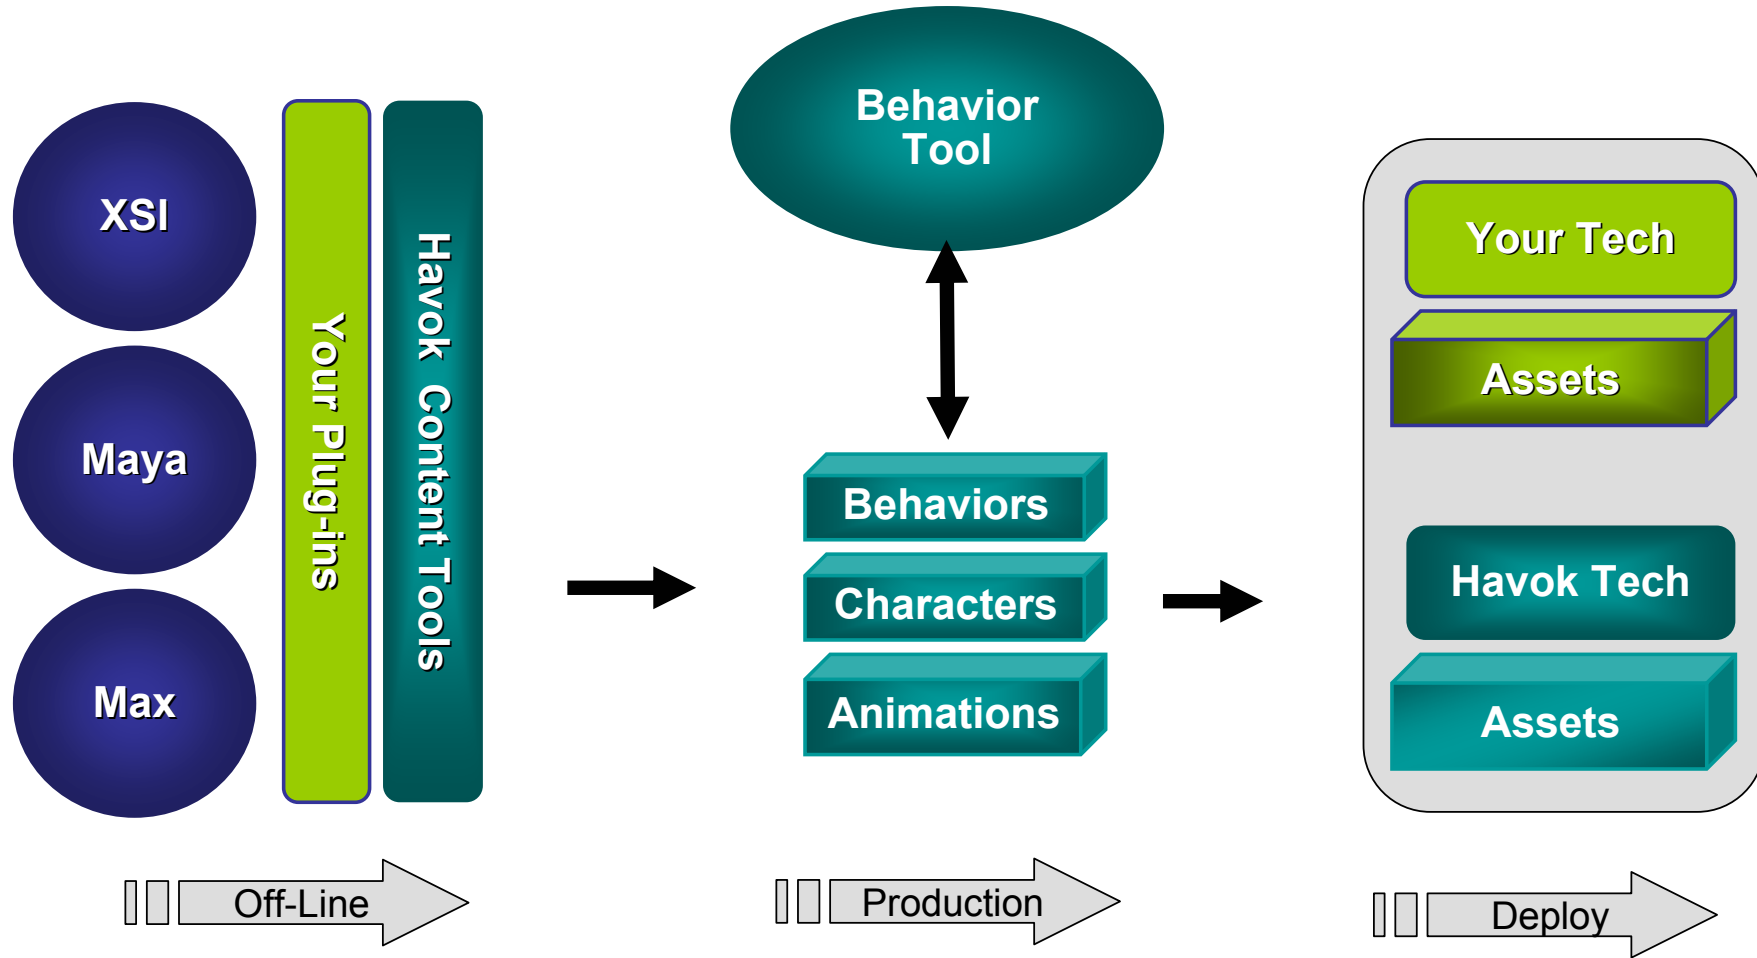 XSI
Maya
Max
Your Plug-ins
Havok Content Tools
Off-Line
Behavior
Tool
Behaviors
Characters
Animations
Production
Your Tech
Assets
Havok Tech
Assets
Deploy